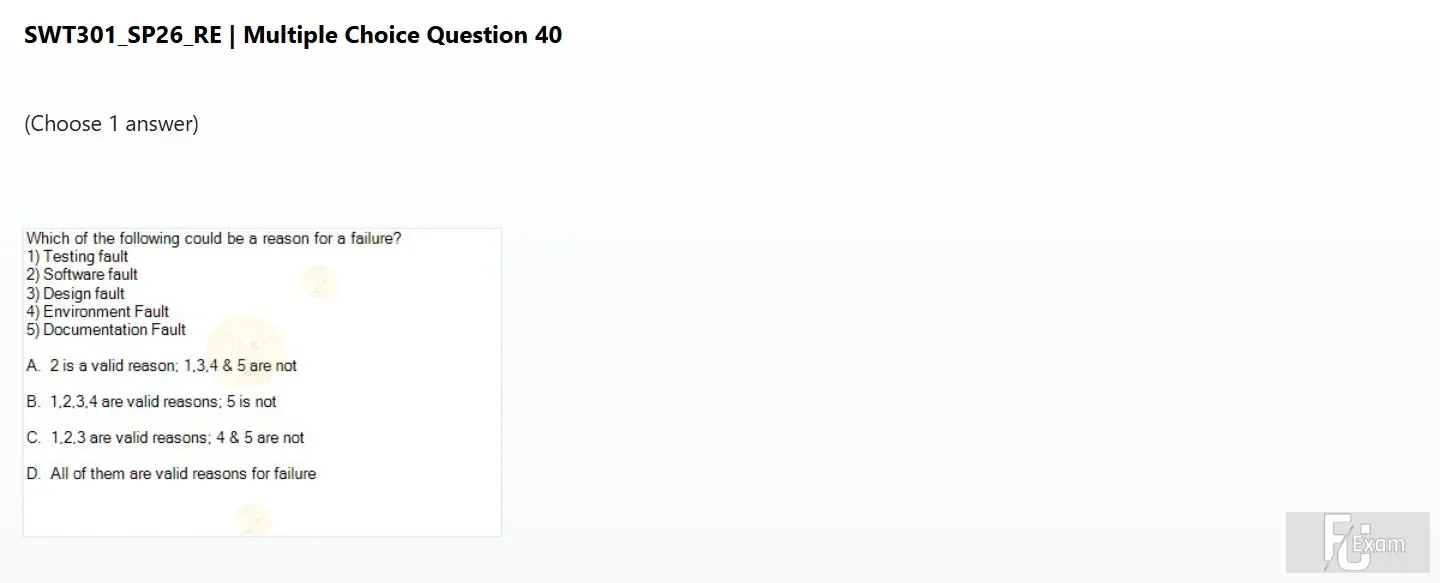 SWT301_SP26_RE | Multiple Choice Question 40
(Choose 1 answer)
Which of the following could be a reason for a failure?
1) Testing fault
2) Software fault
3) Design fault
4) Environment Fault
5) Documentation Fault
A. 2 is a valid reason; 1,3,4 & 5 are not
B. 1,2,3,4 are valid reasons; 5 is not
C. 1,2,3 are valid reasons; 4 & 5 are not
D. All of them are valid reasons for failure
FU Exam